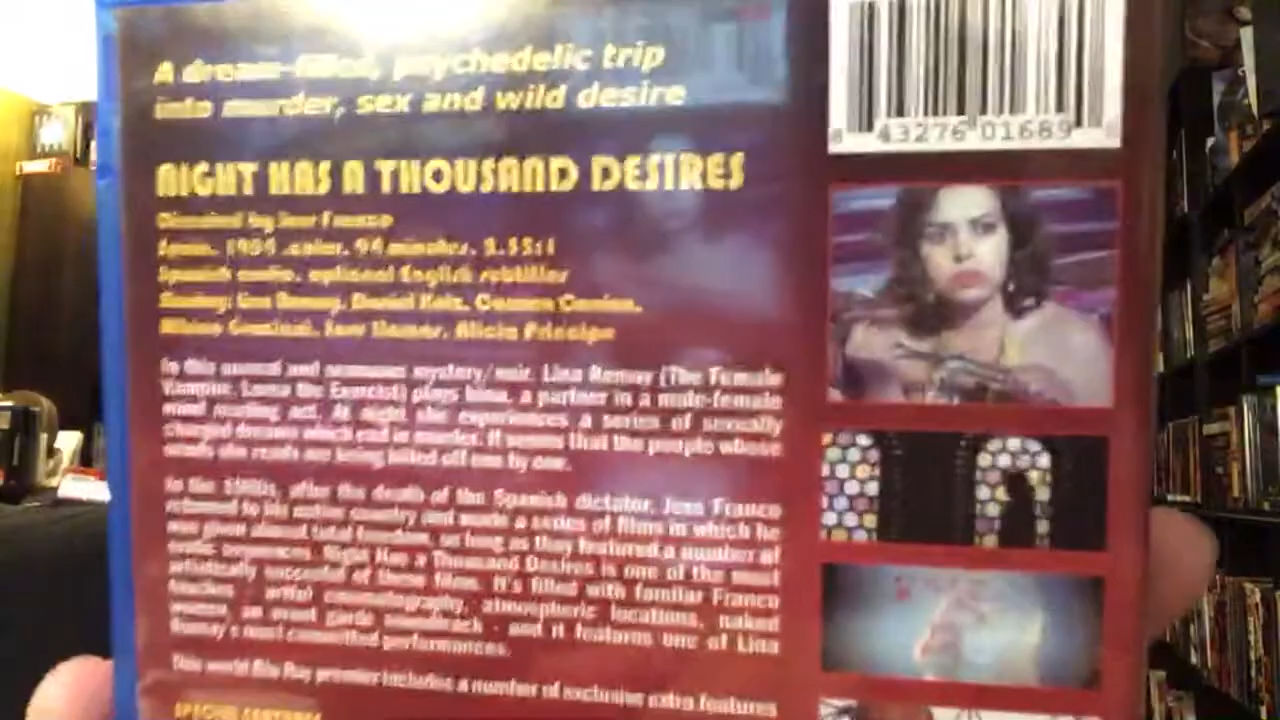 A dream-filled, psychedelic trip
into murder, sex and wild desire
NIGHT HAS A THOUSAND DESIRES
Directed by Jess Franco
Spain. 1984 .color. 94 minutes.
Spanish audio. optional English subtitles
Starring: Lina Romay, Daniel Katz, Carmen Carrion,
Albino Graziani, Alicia Principe
In this unreal and sensuous mystery/noir, Lina Romay (The Female
Vampire, Lorna the Exorcist) plays Irina, a partner in a male-female
mind reading act. At night she experiences a series of sexually
charged dreams which end in murder. It seems that the people whose
minds she reads are being killed off one by one.
In the 1980s, after the death of the Spanish dictator, Jess Franco
returned to his native country and made a series of films in which he
was given almost total freedom, so long as they featured a number of
erotic sequences. Night Has a Thousand Desires is one of the most
artistically successful of these films. It's filled with familiar Franco
touches - artful cinematography, atmospheric locations, naked
women, an avant garde soundtrack - and it features one of Lina
Romay's most committed performances.
This world Blu Ray premier includes a number of exclusive extra features
SPECIAL FEATURES
8 43276 01689